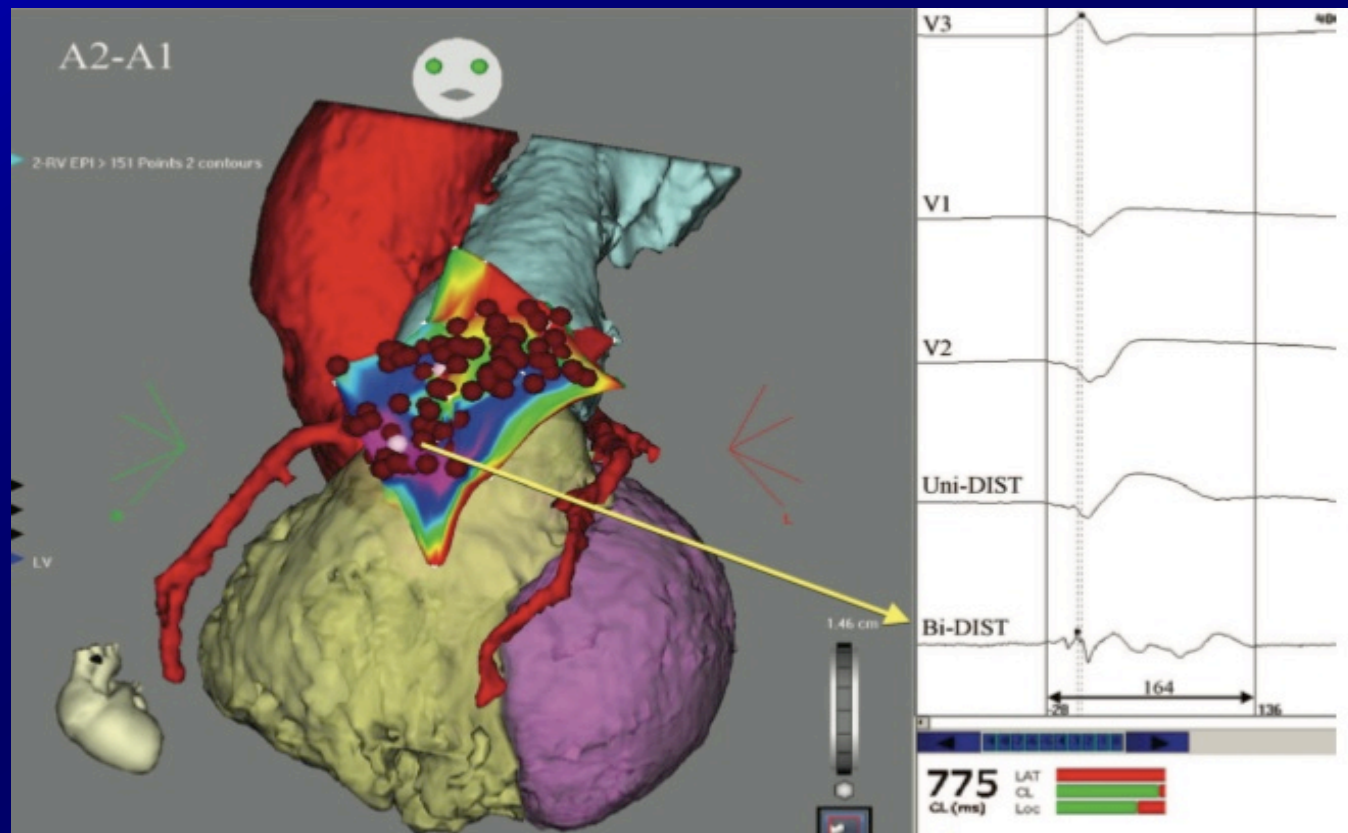 A2-A1
2-RV EPI > 151 Points 2 contours
LV
L
1.46 cm
V3
V1
V2
Uni-DIST
Bi-DIST
164
-28
136
775
CL (ms)
LAT
CL
Loc